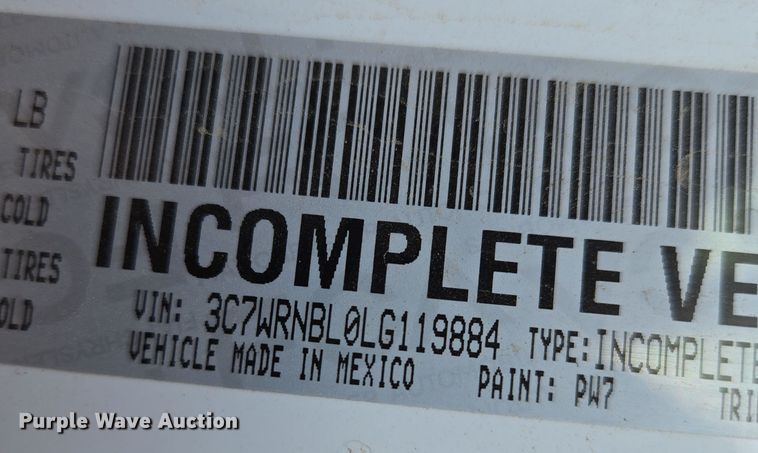 LB
TIRES
COLD
TIRES
OLD
INCOMPLETE VE
VIN: 3C7WRNBL0LG119884 TYPE: INCOMPLETE
VEHICLE MADE IN MEXICO PAINT: PW7
TRI
Purple Wave Auction